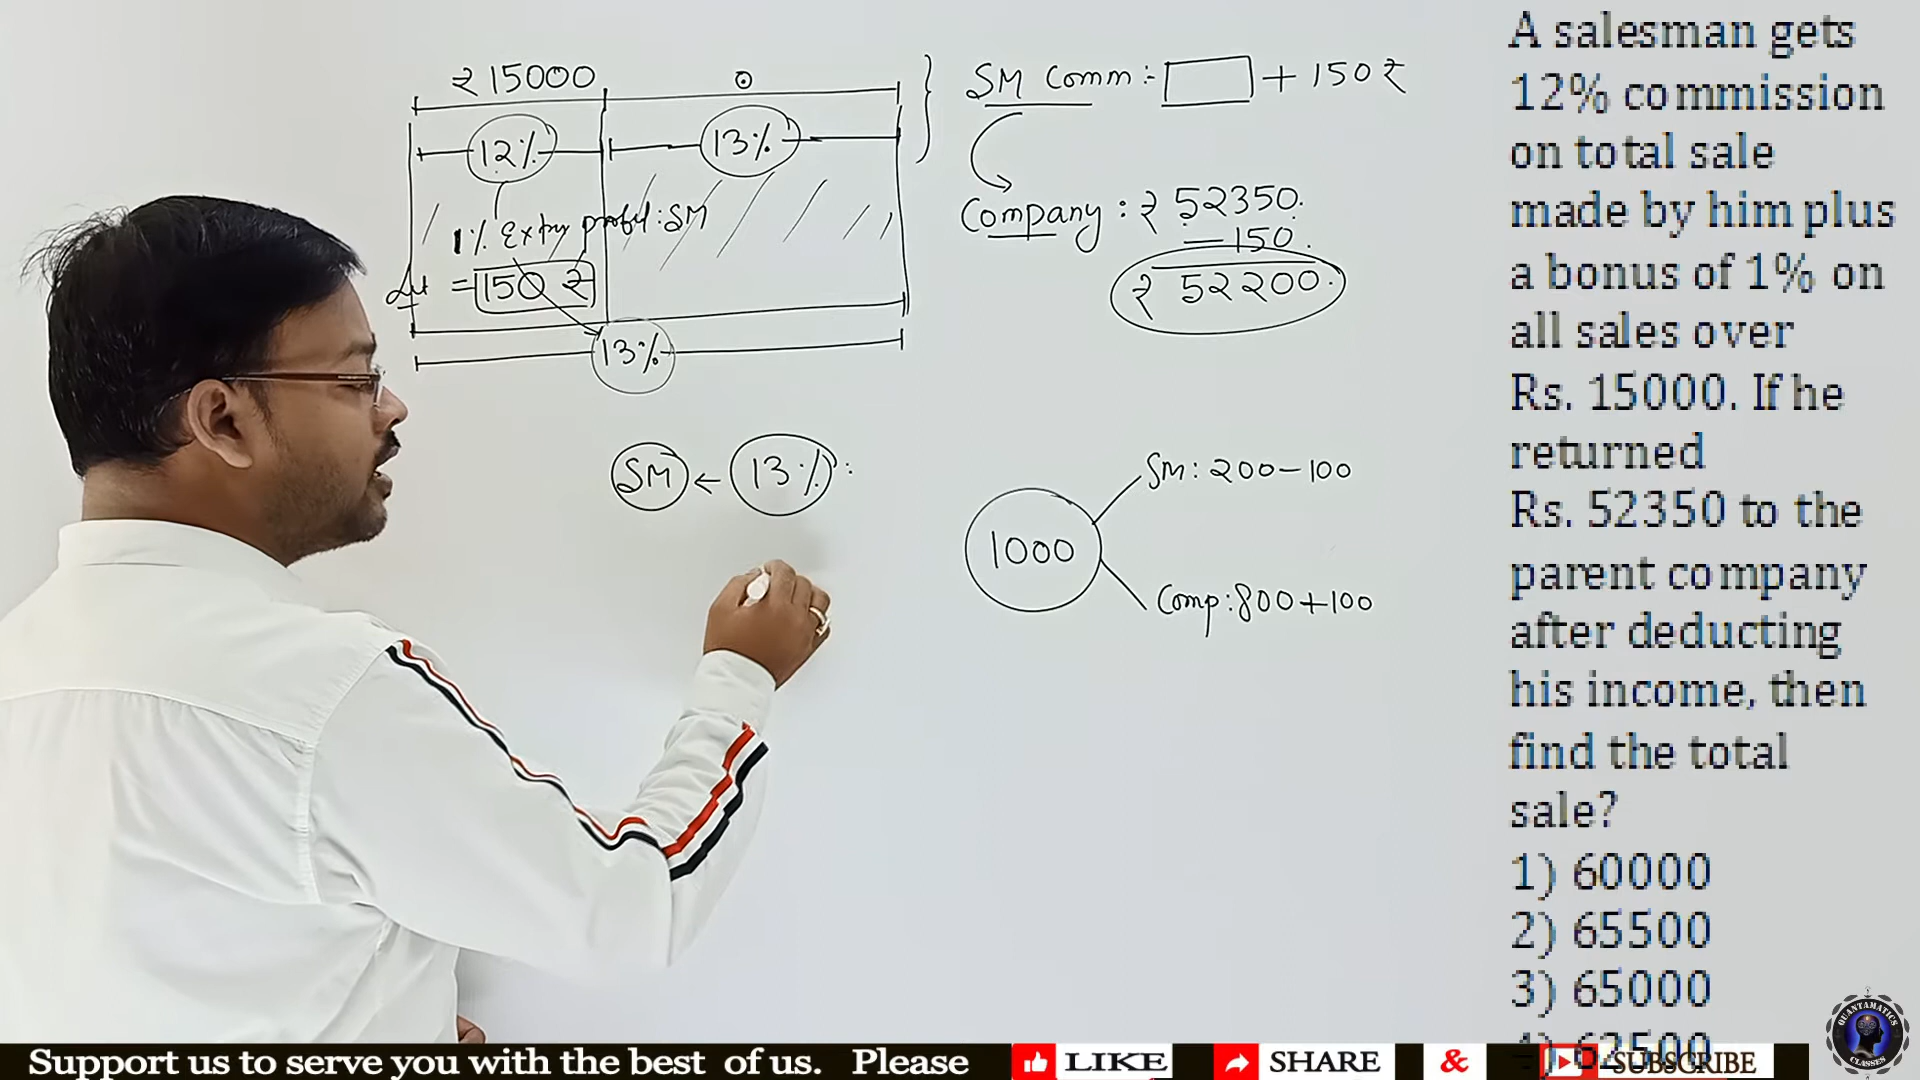 ₹ 15000
12%
13%
1% Extra profit : SM
= 150 ₹
13%
SM Comm :- + 150 ₹
Company : ₹ 52350.
- 150.
₹ 52200.
SM ← 13% :
1000
SM : 200 - 100
Comp : 800 + 100
A salesman gets
12% commission
on total sale
made by him plus
a bonus of 1% on
all sales over
Rs. 15000. If he
returned
Rs. 52350 to the
parent company
after deducting
his income, then
find the total
sale?
1) 60000
2) 65500
3) 65000
4) 62500
Support us to serve you with the best of us. Please LIKE SHARE & SUBSCRIBE
QUANTAMATICS
CLASSES